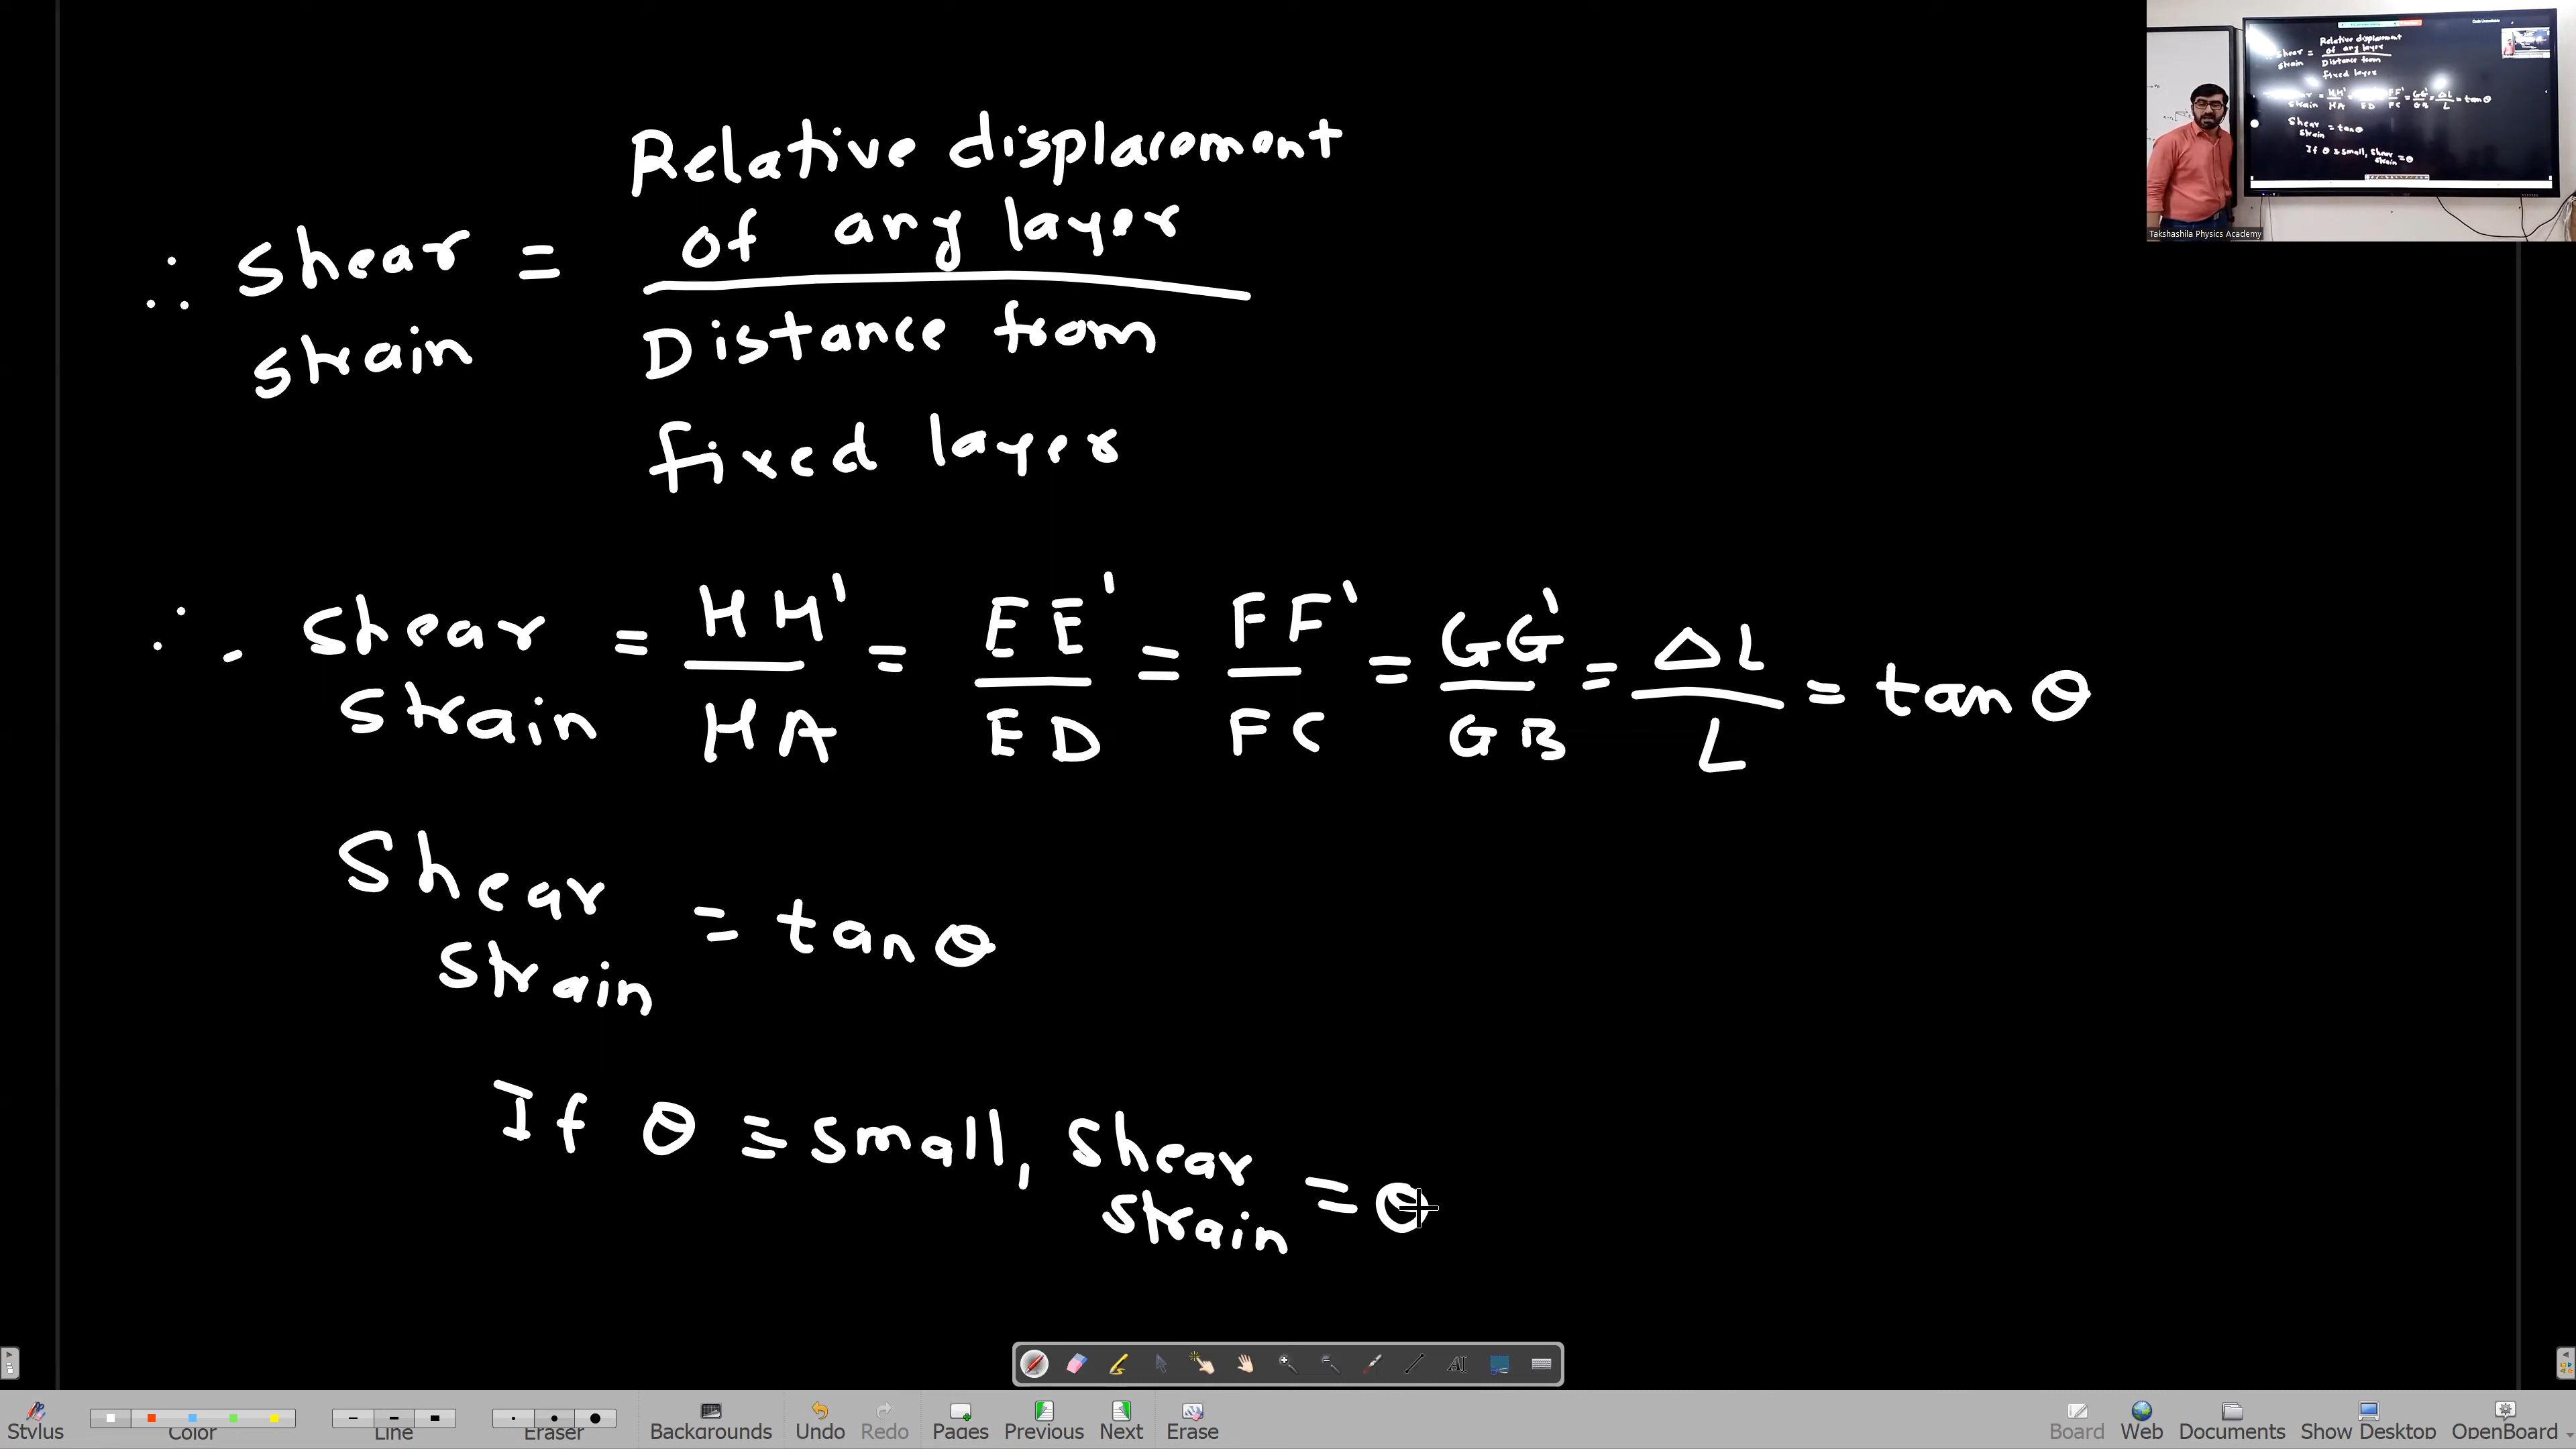 Relative displacement
of any layer
∴ Shear strain =
Distance from
fixed layer
∴ Shear strain = HH'/HA = EE'/ED = FF'/FC = GG'/GB = ΔL/L = tan θ
Shear strain = tan θ
If θ ≡ small, Shear strain = θ
Takshashila Physics Academy
Stylus Color Line Eraser Backgrounds Undo Redo Pages Previous Next Erase Board Web Documents Show Desktop OpenBoard